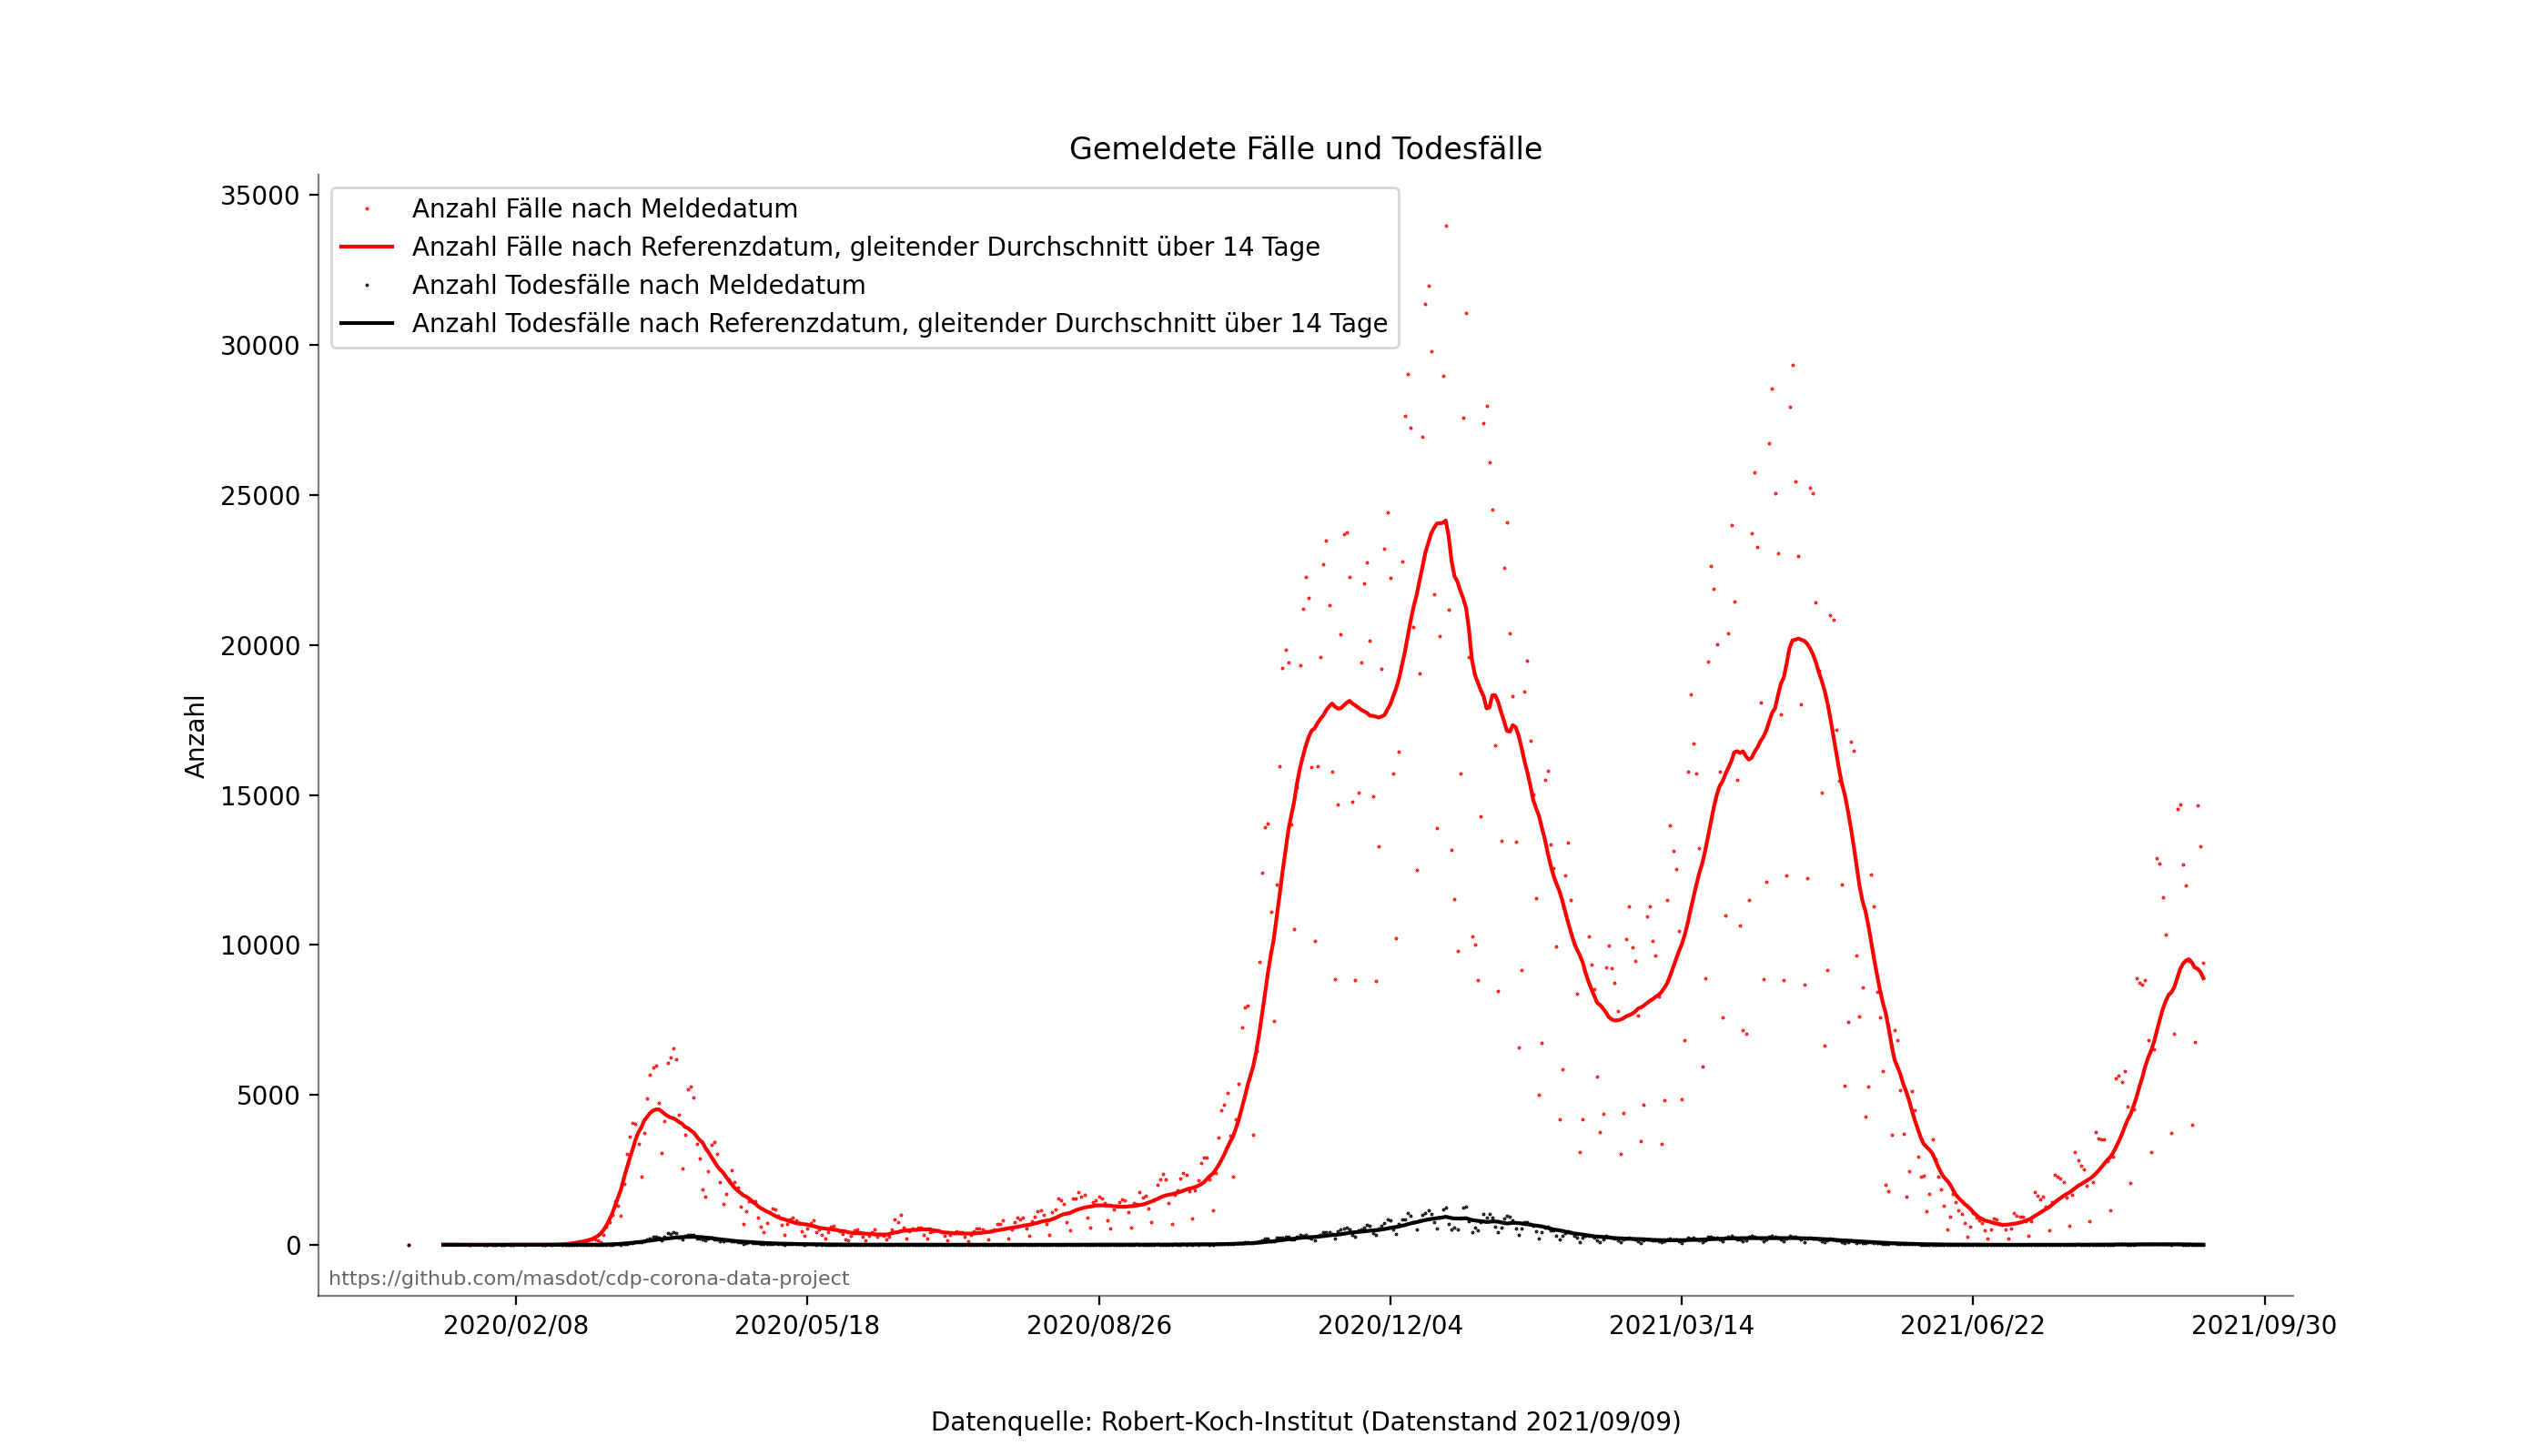 Gemeldete Fälle und Todesfälle
35000
30000
25000
20000
15000
10000
5000
0
Anzahl
Anzahl Fälle nach Meldedatum
Anzahl Fälle nach Referenzdatum, gleitender Durchschnitt über 14 Tage
Anzahl Todesfälle nach Meldedatum
Anzahl Todesfälle nach Referenzdatum, gleitender Durchschnitt über 14 Tage
https://github.com/masdot/cdp-corona-data-project
2020/02/08
2020/05/18
2020/08/26
2020/12/04
2021/03/14
2021/06/22
2021/09/30
Datenquelle: Robert-Koch-Institut (Datenstand 2021/09/09)